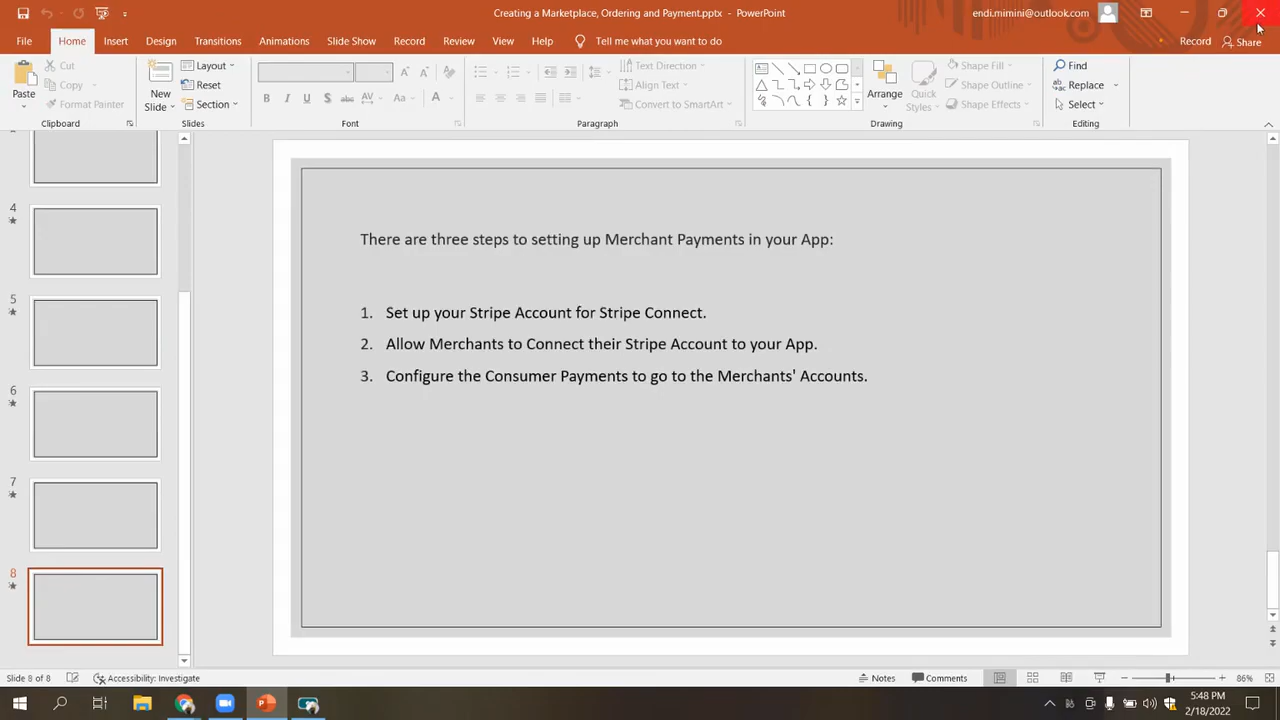 Creating a Marketplace, Ordering and Payment.pptx - PowerPoint
endi.mimini@outlook.com
File Home Insert Design Transitions Animations Slide Show Record Review View Help Tell me what you want to do Record Share
Paste
Cut
Copy
Format Painter
Clipboard
New
Slide
Layout
Reset
Section
Slides
Font
Text Direction
Align Text
Convert to SmartArt
Paragraph
Arrange
Quick
Styles
Shape Fill
Shape Outline
Shape Effects
Drawing
Find
Replace
Select
Editing
4
5
6
7
8
There are three steps to setting up Merchant Payments in your App:
1. Set up your Stripe Account for Stripe Connect.
2. Allow Merchants to Connect their Stripe Account to your App.
3. Configure the Consumer Payments to go to the Merchants' Accounts.
Slide 8 of 8 Accessibility: Investigate Notes Comments 86%
5:48 PM
2/18/2022